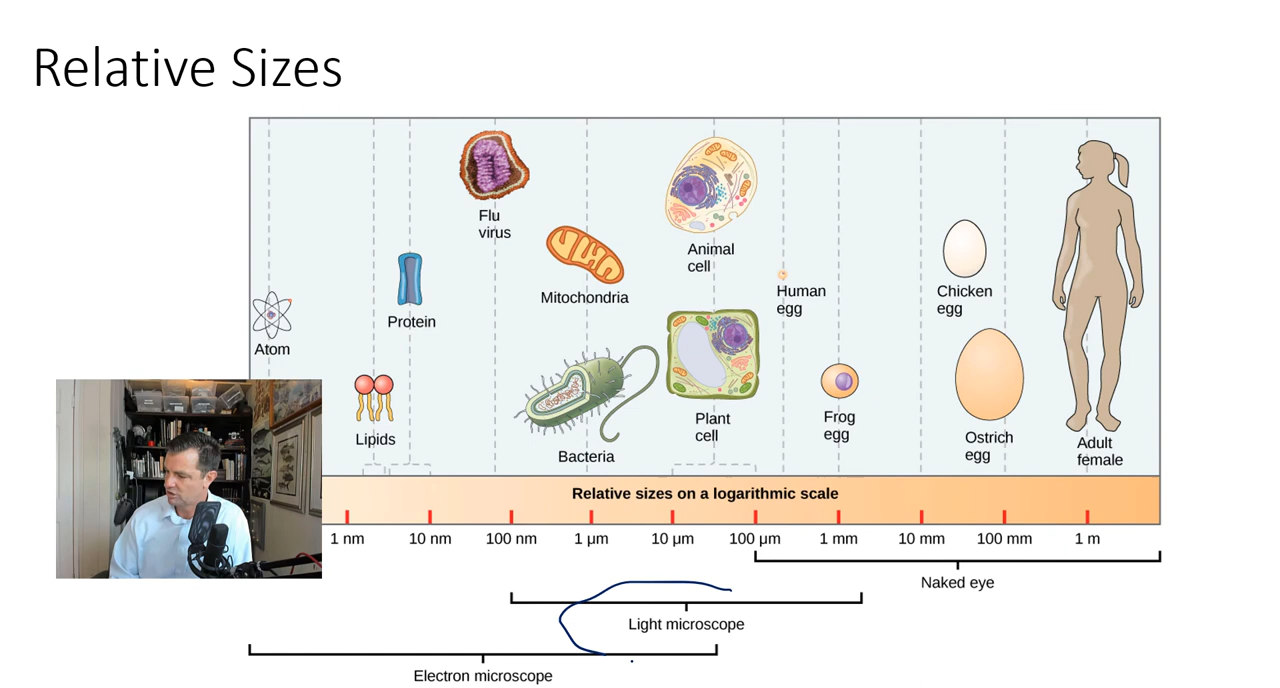 Relative Sizes
Flu
virus
Animal
cell
Mitochondria
Human
egg
Chicken
egg
Protein
Atom
Lipids
Bacteria
Plant
cell
Frog
egg
Ostrich
egg
Adult
female
Relative sizes on a logarithmic scale
1 nm 10 nm 100 nm 1 µm 10 µm 100 µm 1 mm 10 mm 100 mm 1 m
Naked eye
Light microscope
Electron microscope